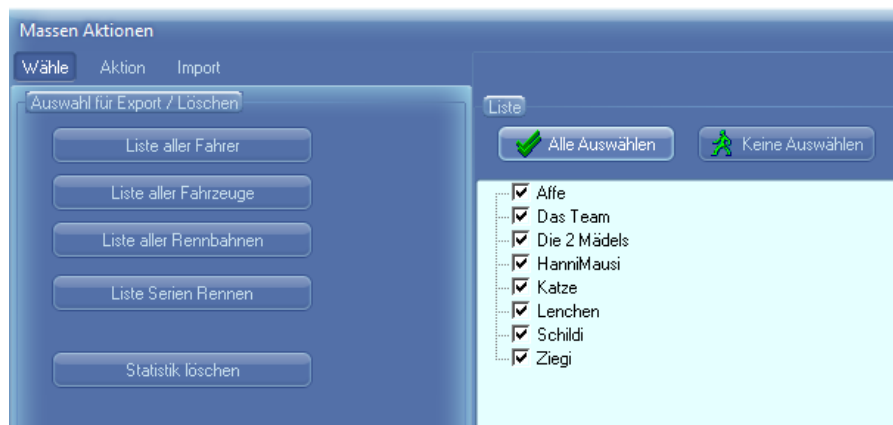 Massen Aktionen
Wähle Aktion Import
Auswahl für Export / Löschen
Liste aller Fahrer
Liste aller Fahrzeuge
Liste aller Rennbahnen
Liste Serien Rennen
Statistik löschen
Liste
Alle Auswählen Keine Auswählen
Affe
Das Team
Die 2 Mädels
HanniMausi
Katze
Lenchen
Schildi
Ziegi